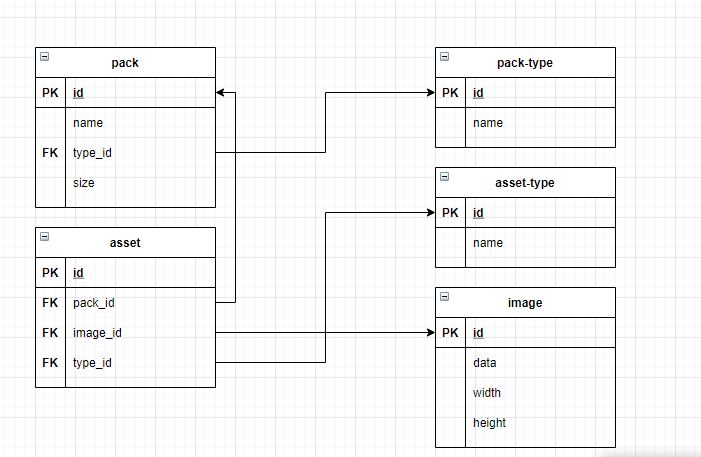 pack
PK id
name
FK type_id
size
asset
PK id
FK pack_id
FK image_id
FK type_id
pack-type
PK id
name
asset-type
PK id
name
image
PK id
data
width
height